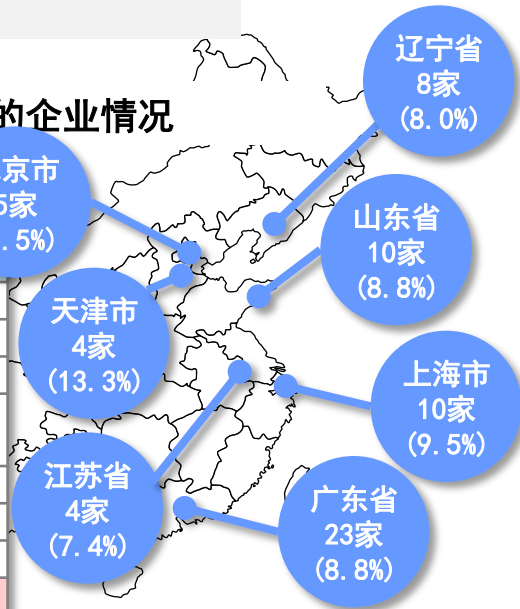 的企业情况
辽宁省
8家
(8.0%)
京市
5家
.5%)
山东省
10家
(8.8%)
天津市
4家
(13.3%)
上海市
10家
(9.5%)
江苏省
4家
(7.4%)
广东省
23家
(8.8%)